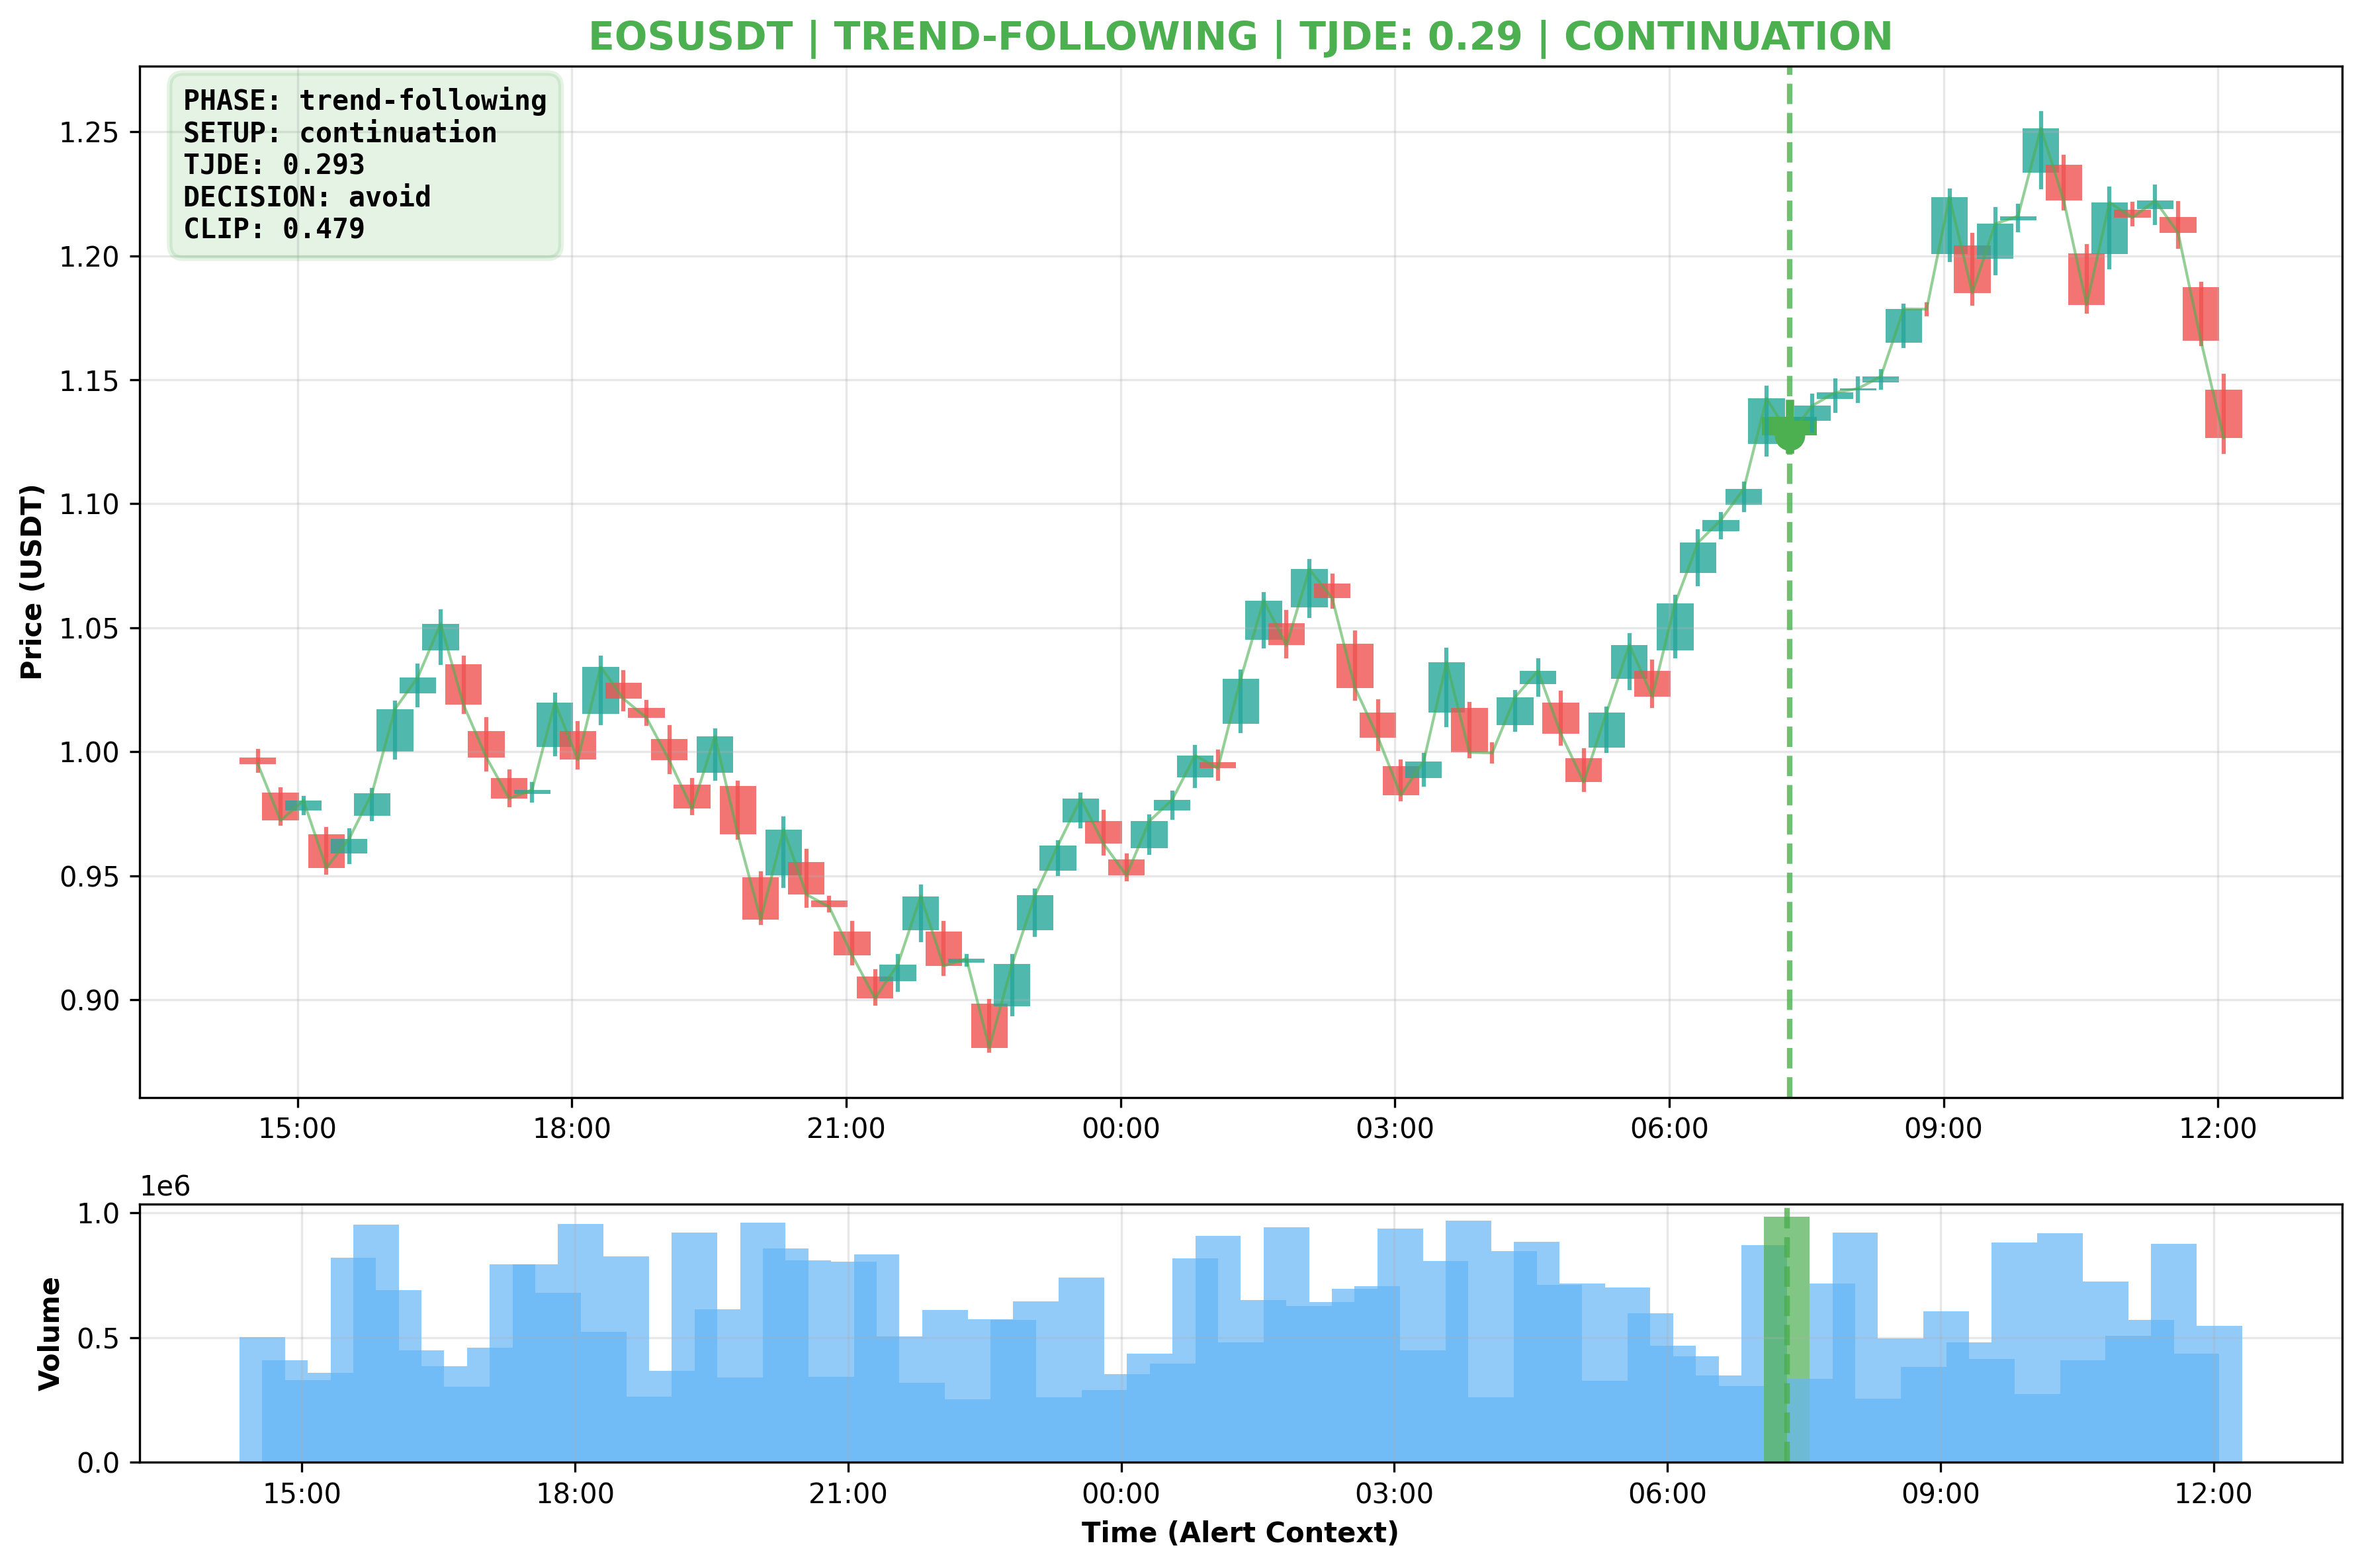 EOSUSDT | TREND-FOLLOWING | TJDE: 0.29 | CONTINUATION
PHASE: trend-following
SETUP: continuation
TJDE: 0.293
DECISION: avoid
CLIP: 0.479
1.25
1.20
1.15
1.10
1.05
1.00
0.95
0.90
Price (USDT)
15:00 18:00 21:00 00:00 03:00 06:00 09:00 12:00
1e6
1.0
0.5
0.0
Volume
15:00 18:00 21:00 00:00 03:00 06:00 09:00 12:00
Time (Alert Context)